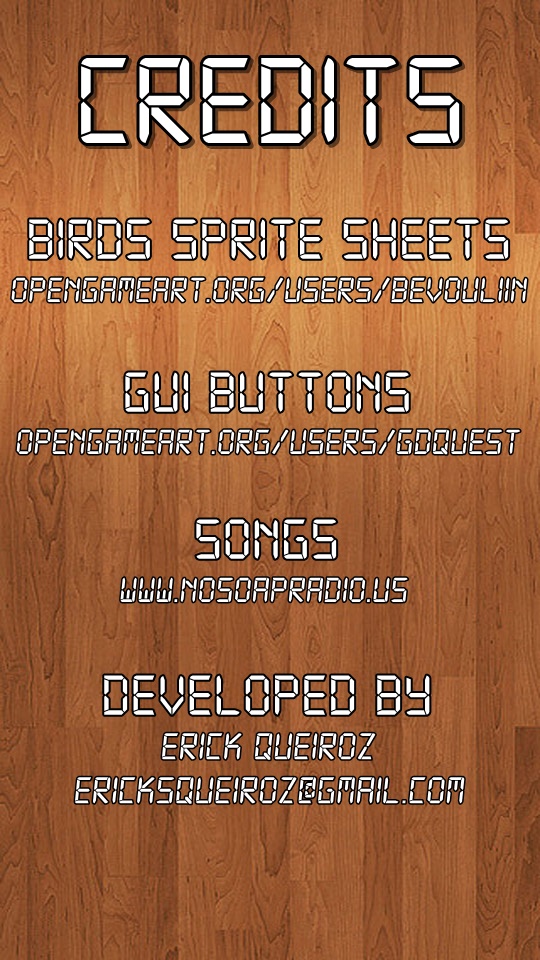 CREDITS
BIRDS SPRITE SHEETS
OPENGAMEART.ORG/USERS/BEVOULIIN
GUI BUTTONS
OPENGAMEART.ORG/USERS/GDQUEST
SONGS
WWW.NOSOAPRADIO.US
DEVELOPED BY
ERICK QUEIROZ
ERICKSQUEIROZ@GMAIL.COM